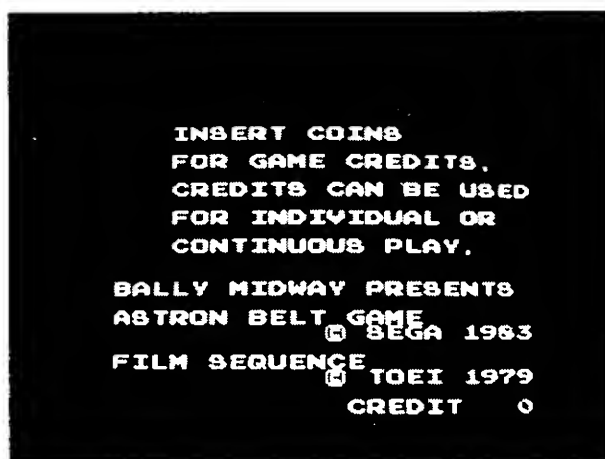 INSERT COINS
FOR GAME CREDITS.
CREDITS CAN BE USED
FOR INDIVIDUAL OR
CONTINUOUS PLAY.
BALLY MIDWAY PRESENTS
ASTRON BELT GAME
© SEGA 1983
FILM SEQUENCE
© TOEI 1979
CREDIT 0